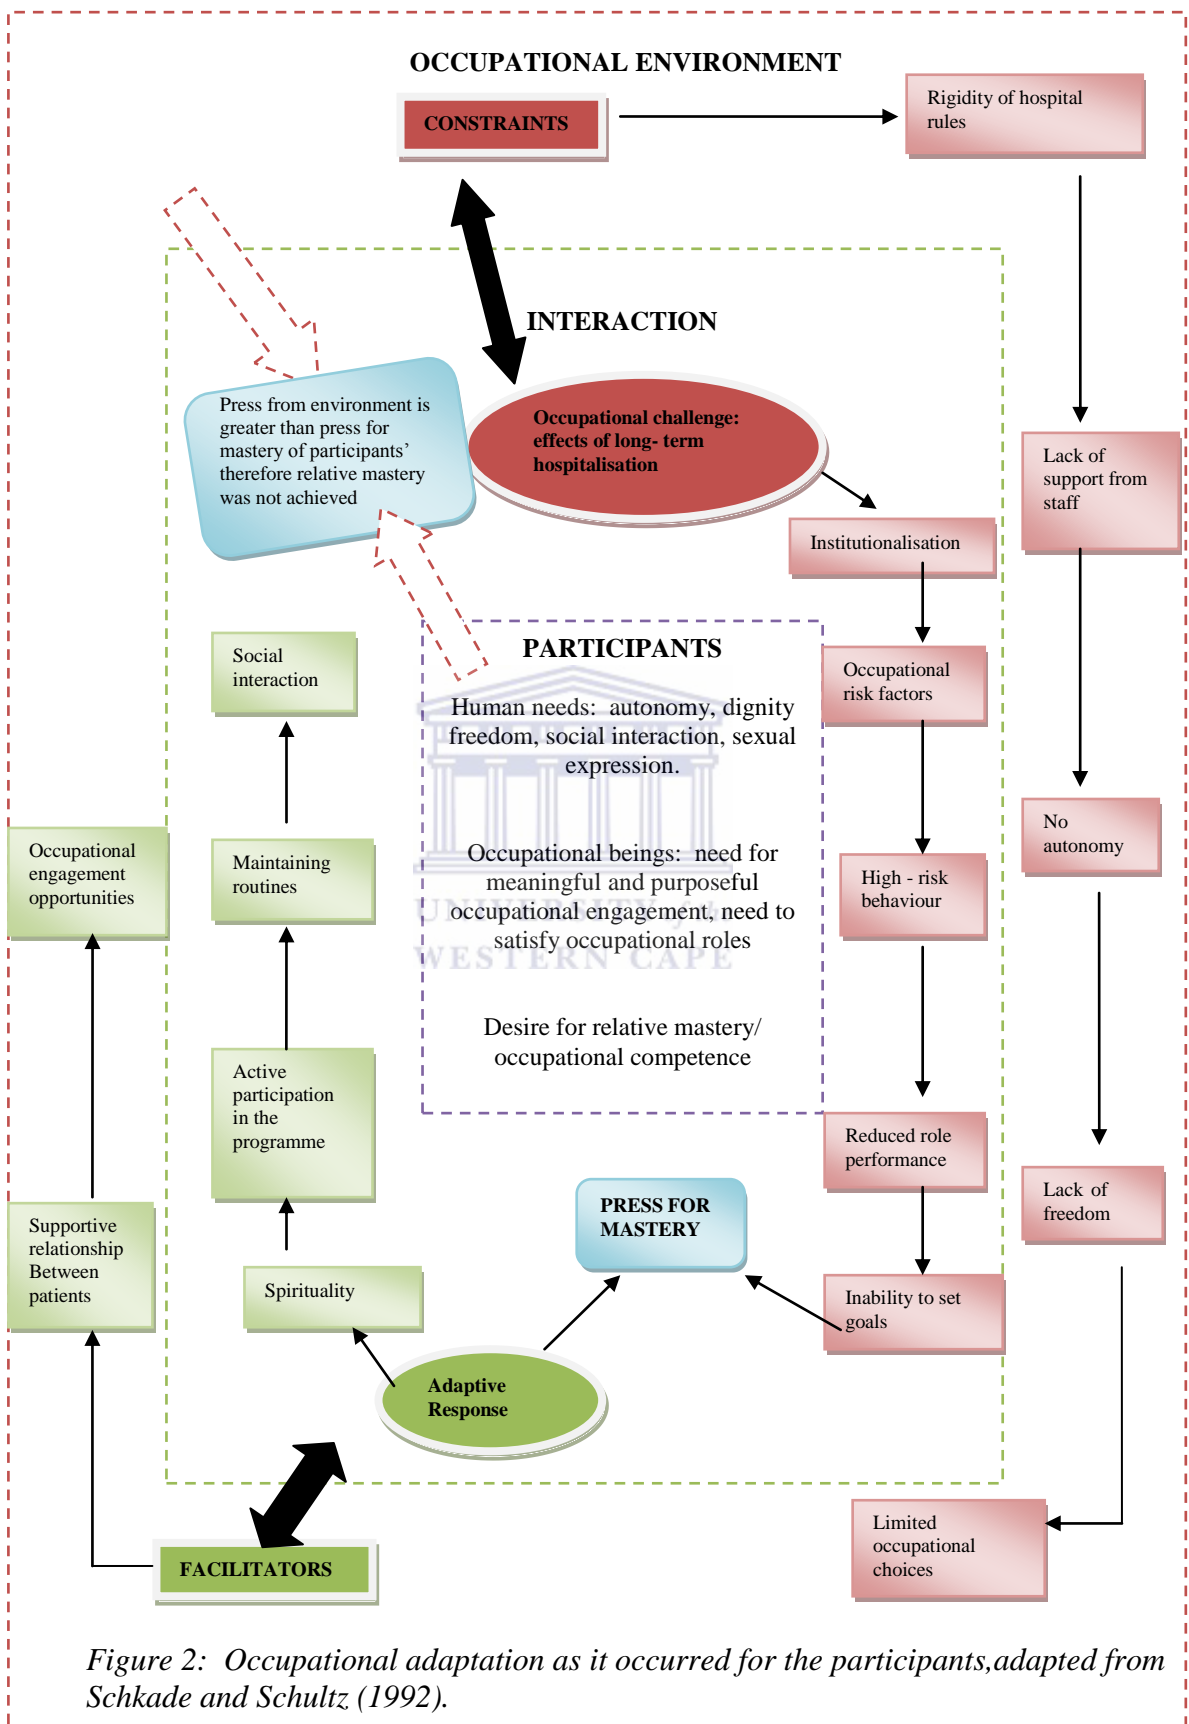 OCCUPATIONAL ENVIRONMENT
CONSTRAINTS
Rigidity of hospital
rules
INTERACTION
Press from environment is
greater than press for
mastery of participants’
therefore relative mastery
was not achieved
Occupational challenge:
effects of long- term
hospitalisation
Lack of
support from
staff
Institutionalisation
PARTICIPANTS
Human needs: autonomy, dignity
freedom, social interaction, sexual
expression.
Occupational beings: need for
meaningful and purposeful
occupational engagement, need to
satisfy occupational roles
Desire for relative mastery/
occupational competence
UNIVERSITY of the
WESTERN CAPE
Social
interaction
Occupational
risk factors
Occupational
engagement
opportunities
Maintaining
routines
High - risk
behaviour
No
autonomy
Active
participation
in the
programme
Reduced role
performance
Lack of
freedom
Supportive
relationship
Between
patients
Spirituality
PRESS FOR
MASTERY
Inability to set
goals
Adaptive
Response
Limited
occupational
choices
FACILITATORS
Figure 2: Occupational adaptation as it occurred for the participants,adapted from
Schkade and Schultz (1992).